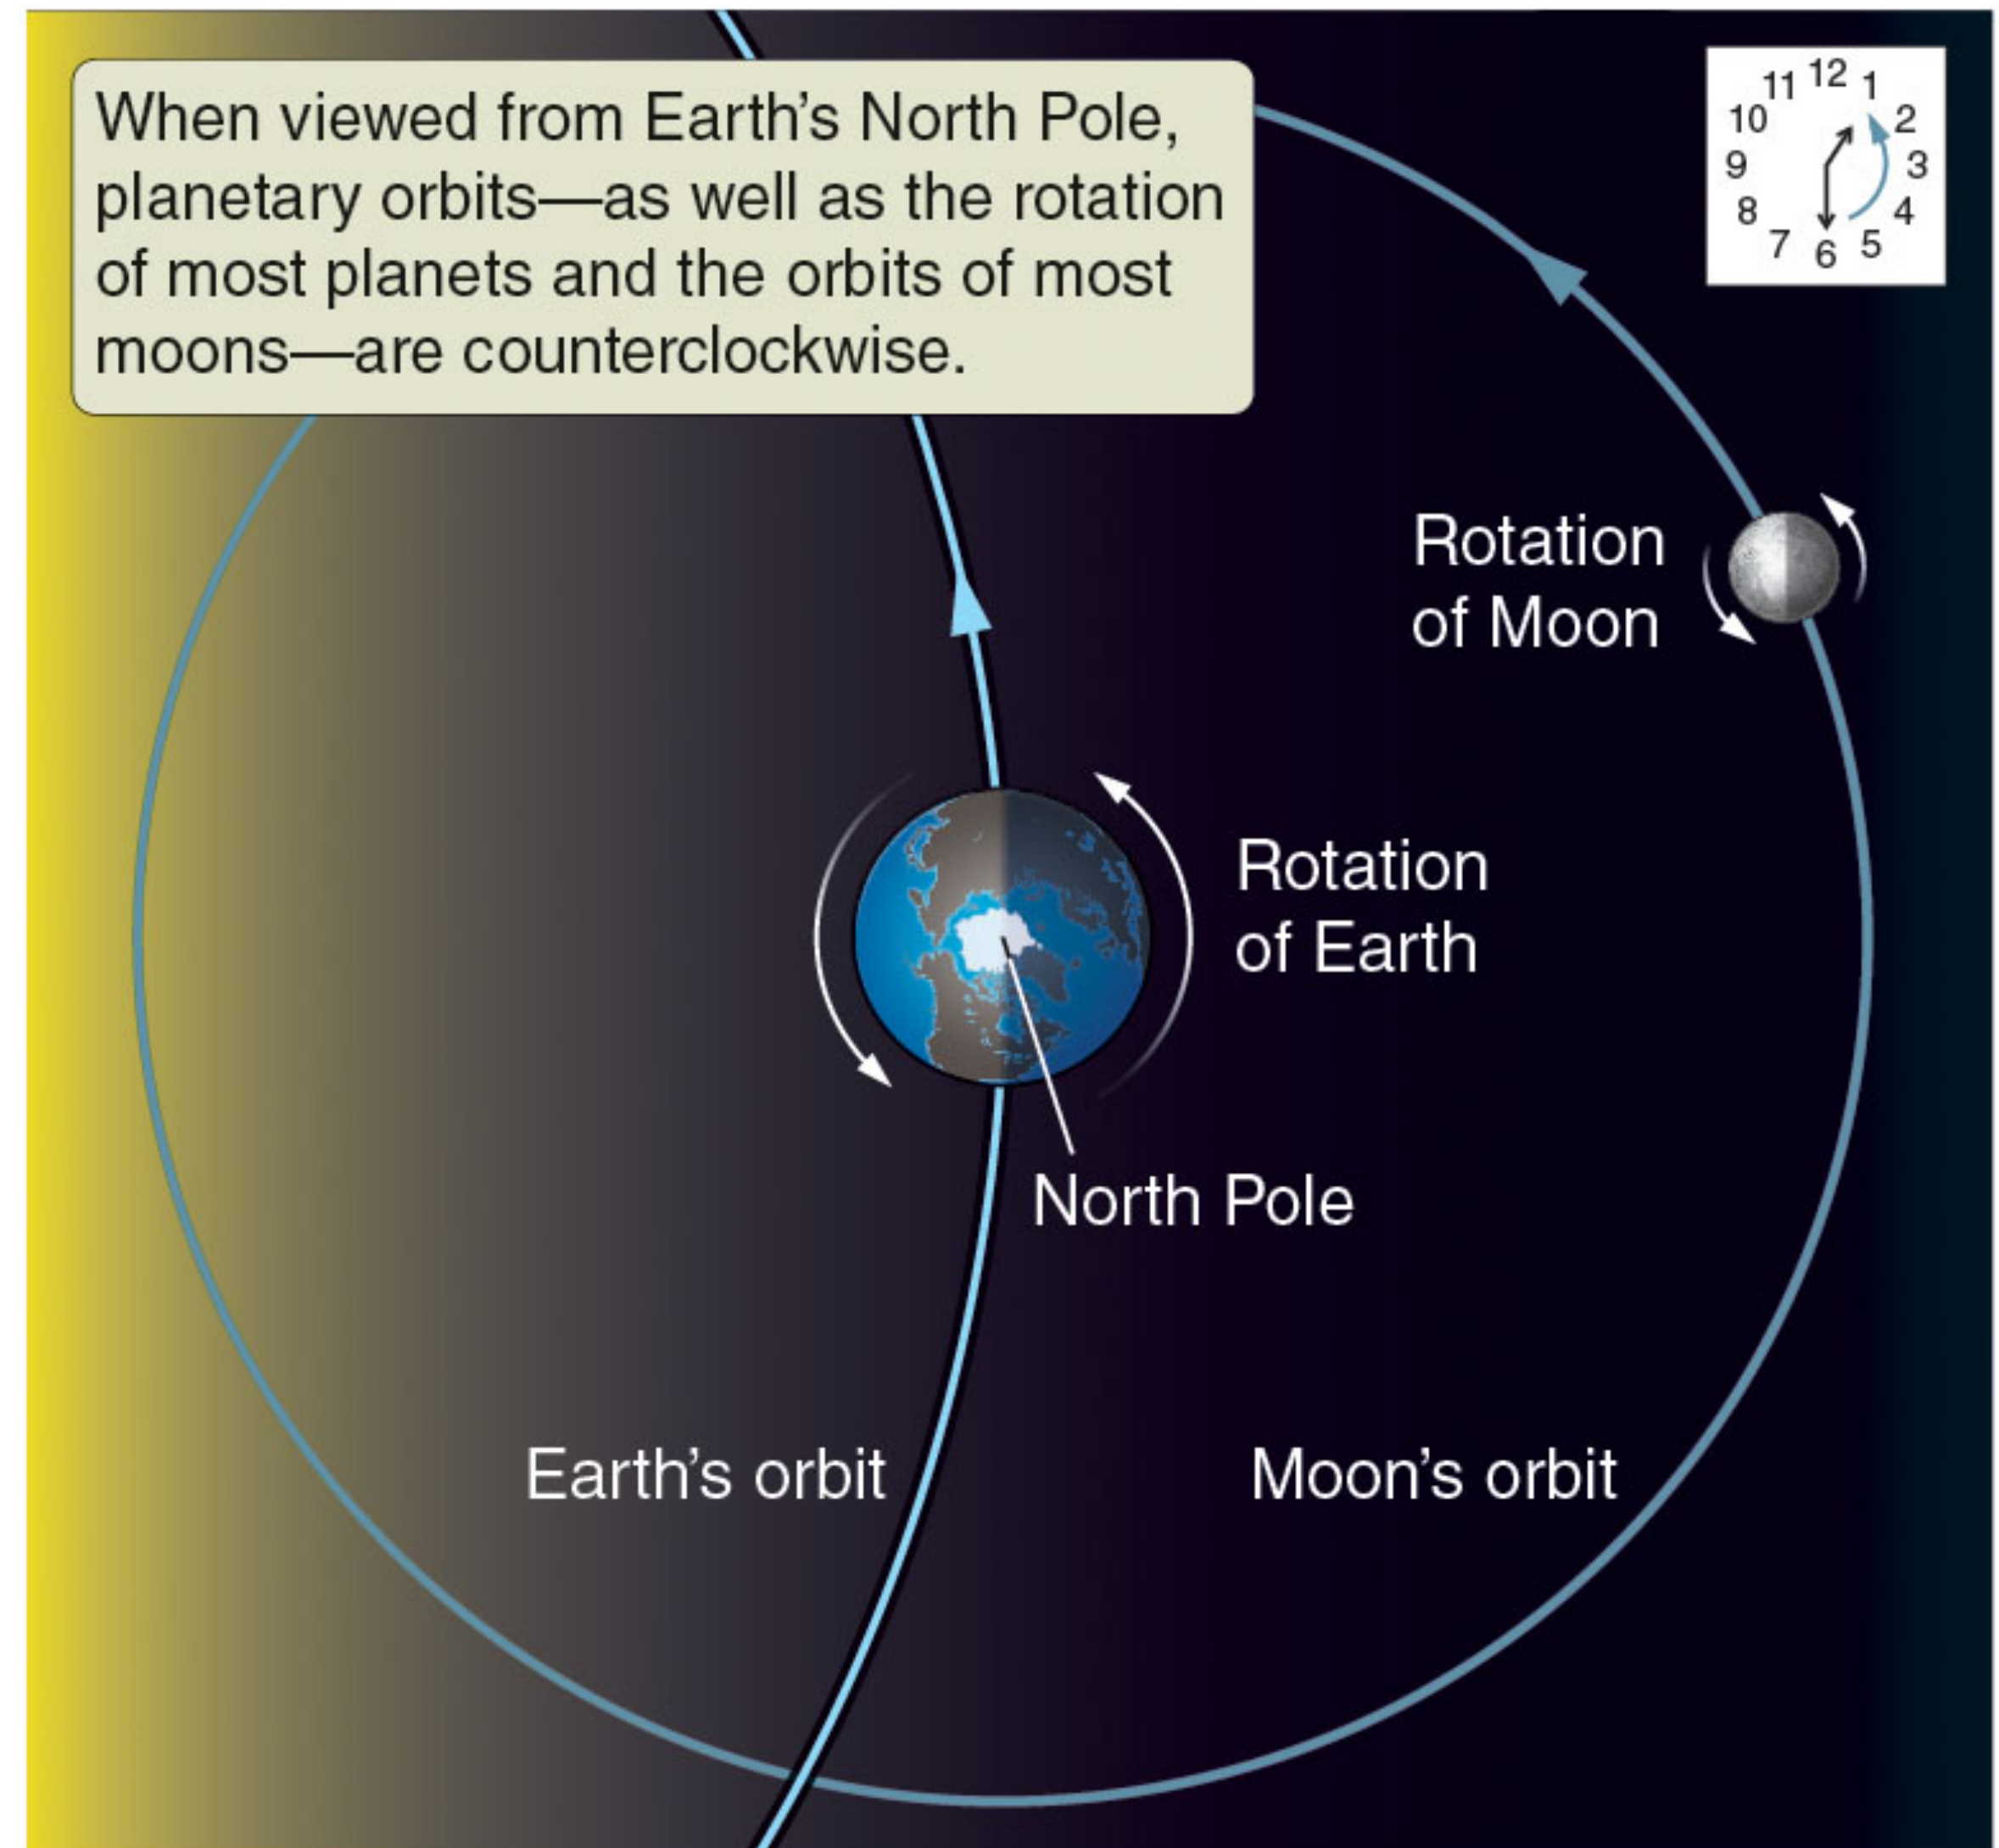 When viewed from Earth’s North Pole,
planetary orbits—as well as the rotation
of most planets and the orbits of most
moons—are counterclockwise.
12
11
1
10
2
9
3
8
4
7
5
6
Rotation
of Moon
Rotation
of Earth
North Pole
Earth’s orbit
Moon’s orbit